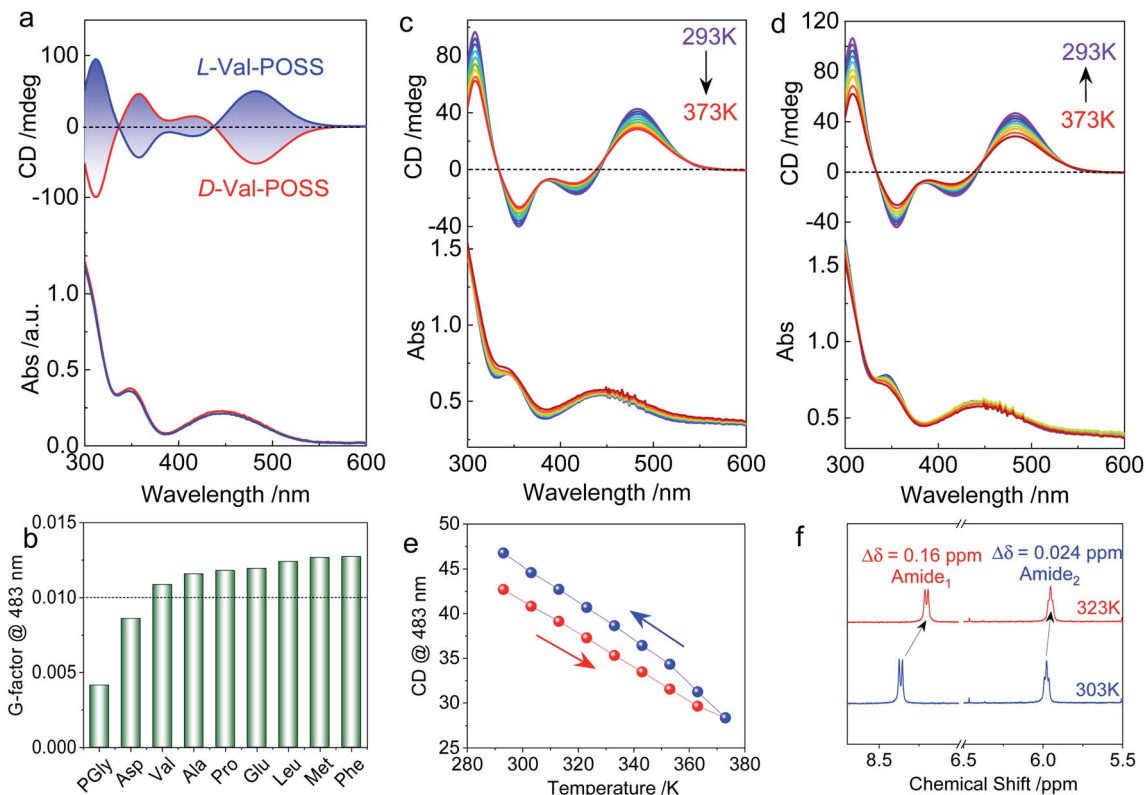 a
100
0
-100
CD /mdeg
L-Val-POSS
D-Val-POSS
1.0
0.5
0.0
Abs /a.u.
300 400 500 600
Wavelength /nm
c
80
40
0
-40
CD /mdeg
293K
373K
1.5
1.0
0.5
Abs
300 400 500 600
Wavelength /nm
d
120
80
40
0
-40
CD /mdeg
293K
373K
1.5
1.0
0.5
Abs
300 400 500 600
Wavelength /nm
b
0.015
0.010
0.005
0.000
G-factor @ 483 nm
PGly Asp Val Ala Pro Glu Leu Met Phe
e
50
45
40
35
30
25
CD @ 483 nm
280 300 320 340 360 380
Temperature /K
f
Δδ = 0.16 ppm
Amide1
Δδ = 0.024 ppm
Amide2
323K
303K
8.5 6.5 6.0 5.5
Chemical Shift /ppm